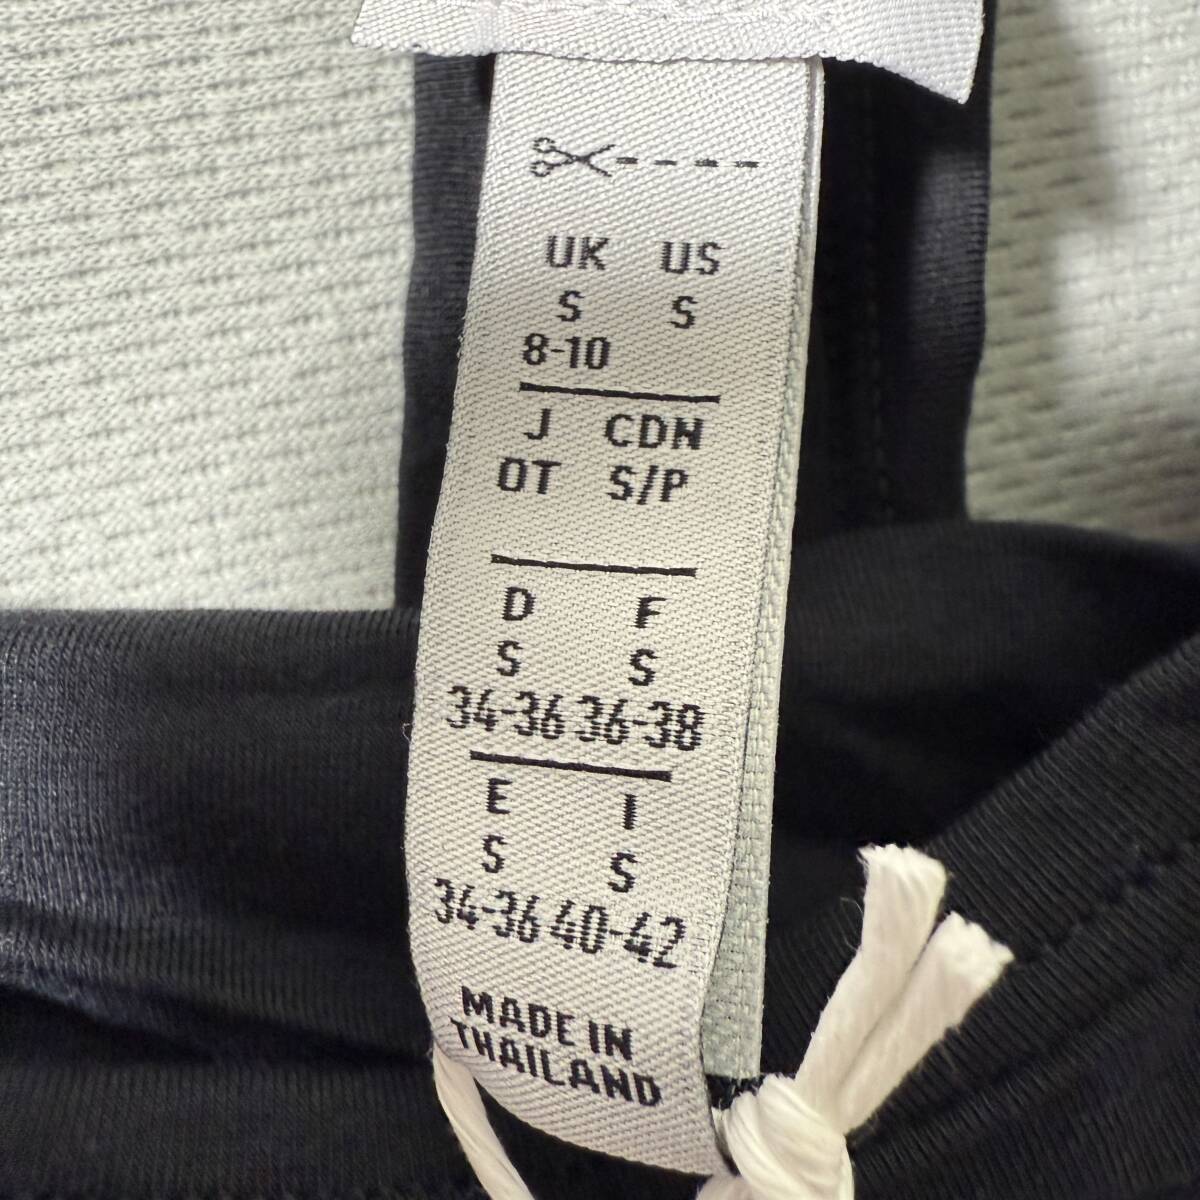 UK US
S S
8-10
J CDN
OT S/P
D F
S S
34-36 36-38
E I
S S
34-36 40-42
MADE IN
THAILAND